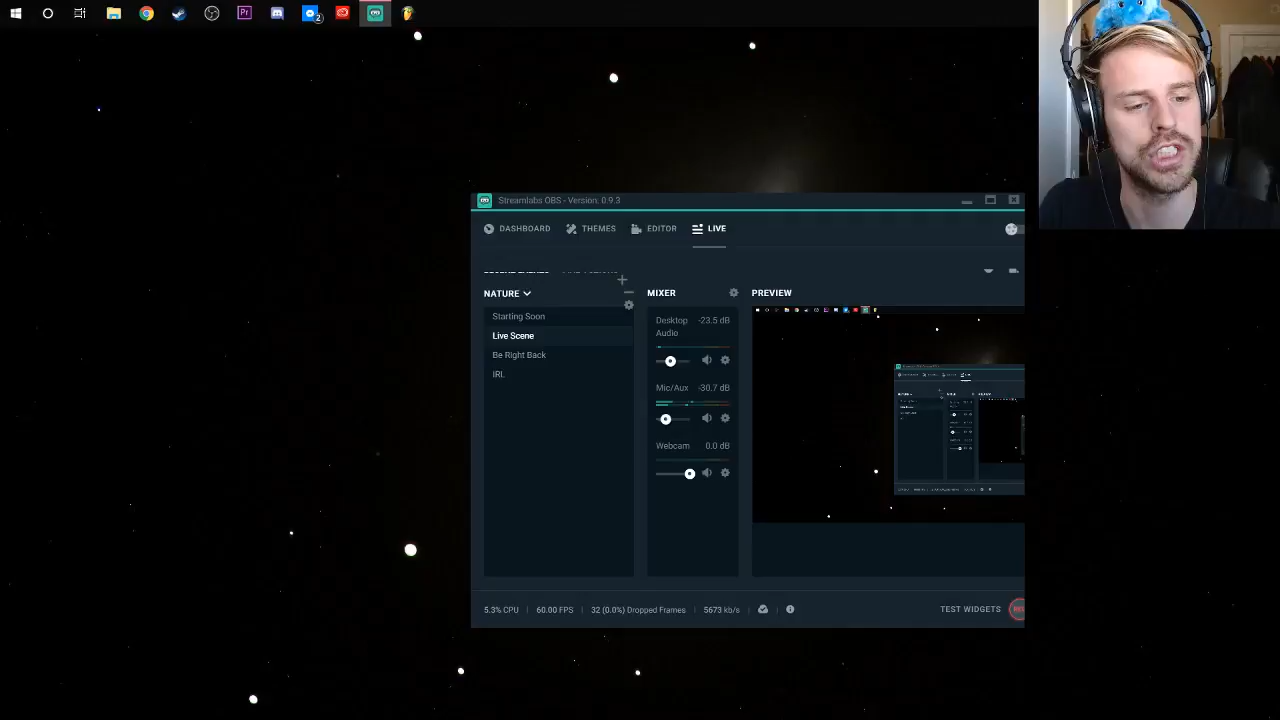 Pr
2
Streamlabs OBS - Version: 0.9.3
DASHBOARD
THEMES
EDITOR
LIVE
NATURE
MIXER
PREVIEW
Starting Soon
Live Scene
Be Right Back
IRL
Desktop Audio
-23.5 dB
Mic/Aux
-30.7 dB
Webcam
0.0 dB
5.3% CPU
60.00 FPS
32 (0.0%) Dropped Frames
5673 kb/s
TEST WIDGETS